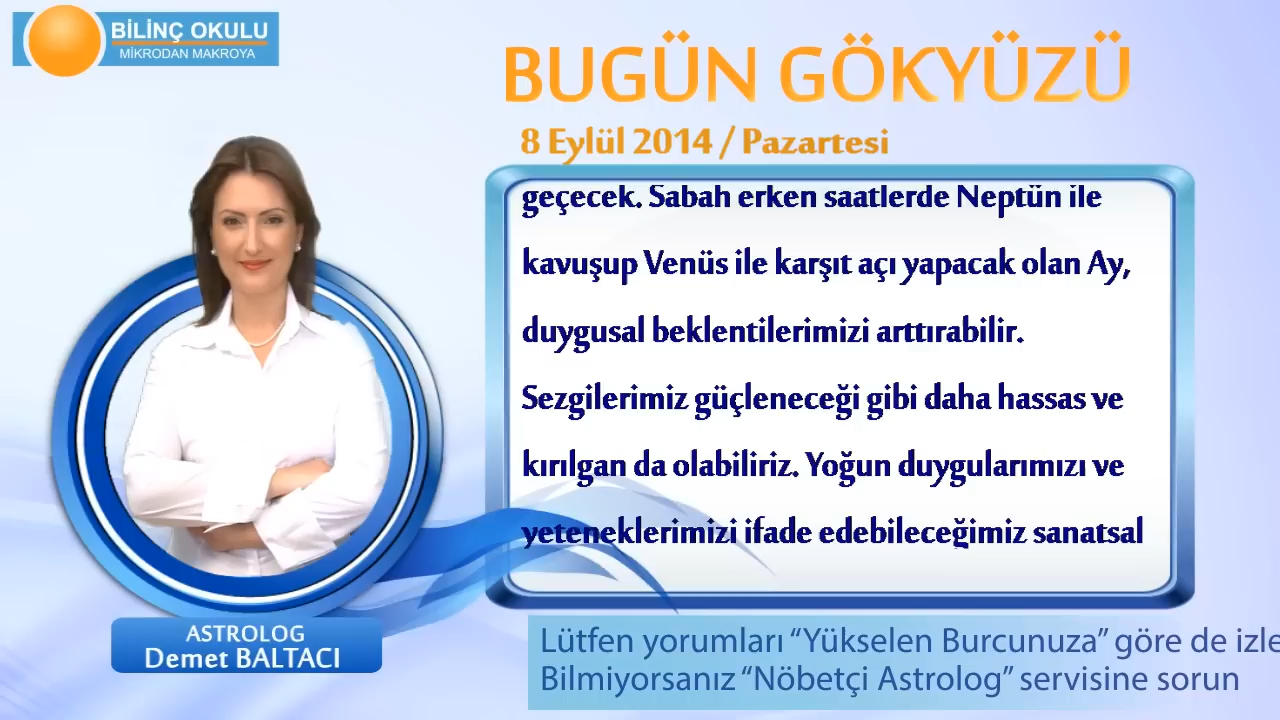 BİLİNÇ OKULU
MİKRODAN MAKROYA
BUGÜN GÖKYÜZÜ
8 Eylül 2014 / Pazartesi
geçecek. Sabah erken saatlerde Neptün ile
kavuşup Venüs ile karşıt açı yapacak olan Ay,
duygusal beklentilerimizi arttırabilir.
Sezgilerimiz güçleneceği gibi daha hassas ve
kırılgan da olabiliriz. Yoğun duygularımızı ve
yeteneklerimizi ifade edebileceğimiz sanatsal
ASTROLOG
Demet BALTACI
Lütfen yorumları “Yükselen Burcunuza” göre de izle
Bilmiyorsanız “Nöbetçi Astrolog” servisine sorun